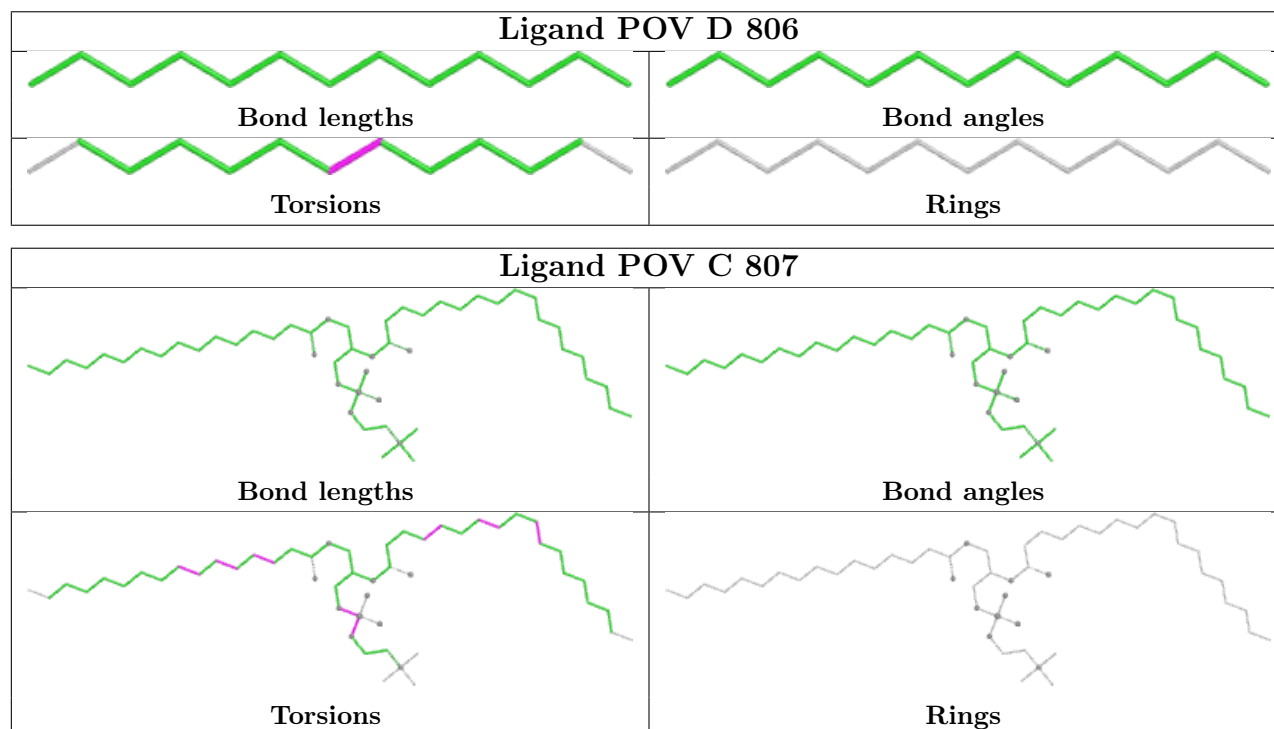 Ligand POV D 806
Bond lengths
Bond angles
Torsions
Rings
Ligand POV C 807
Bond lengths
Bond angles
Torsions
Rings